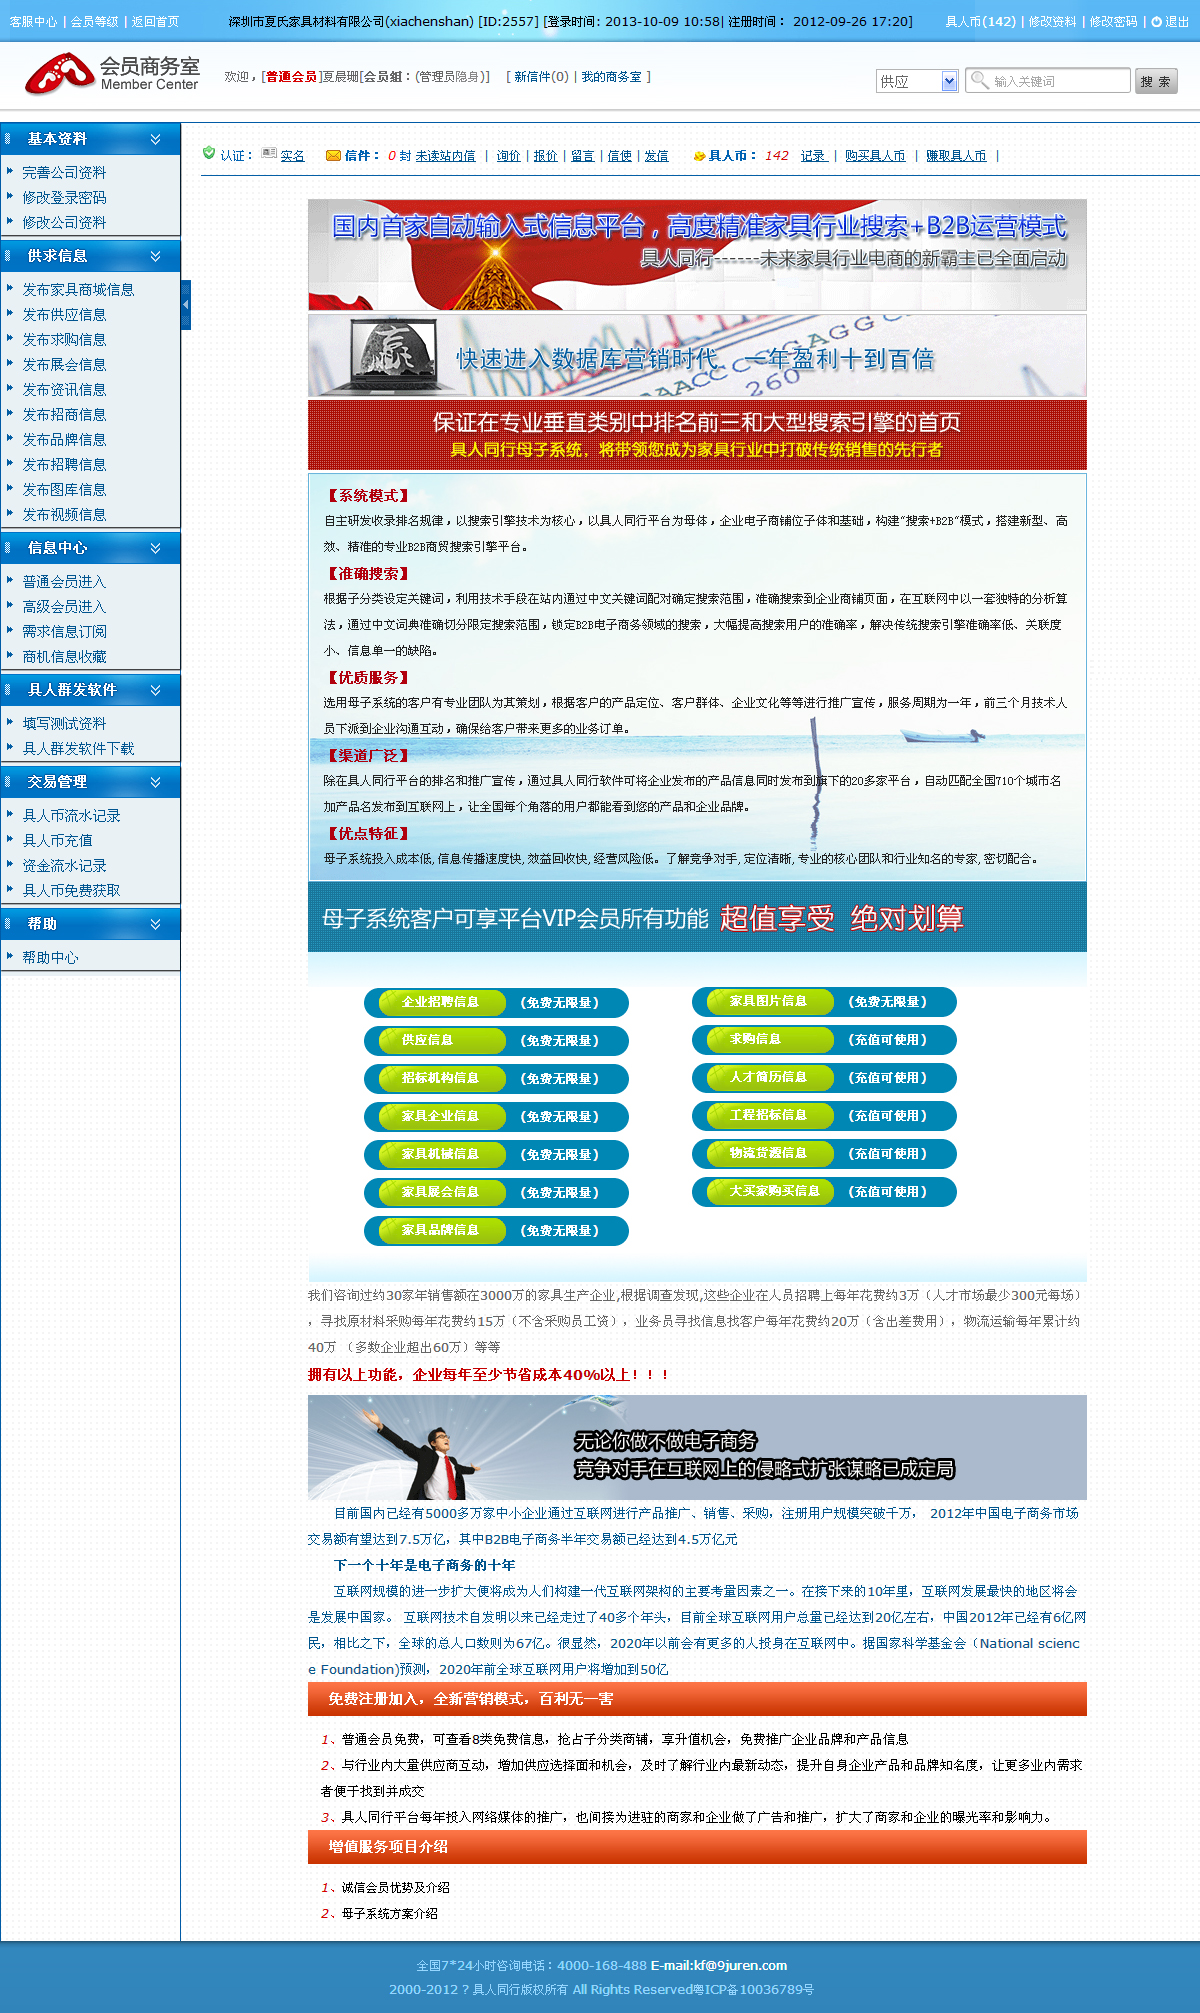 客服中心 | 会员等级 | 返回首页
深圳市夏氏家具材料有限公司(xiachenshan) [ID:2557] [登录时间: 2013-10-09 10:58| 注册时间: 2012-09-26 17:20]
具人币(142) | 修改资料 | 修改密码 | 退出
会员商务室
Member Center
欢迎，[普通会员]夏晨珊[会员组：(管理员隐身)] [ 新信件(0) | 我的商务室 ]
供应
输入关键词
搜 索
基本资料
完善公司资料
修改登录密码
修改公司资料
供求信息
发布家具商城信息
发布供应信息
发布求购信息
发布展会信息
发布资讯信息
发布招商信息
发布品牌信息
发布招聘信息
发布图库信息
发布视频信息
信息中心
普通会员进入
高级会员进入
需求信息订阅
商机信息收藏
具人群发软件
填写测试资料
具人群发软件下载
交易管理
具人币流水记录
具人币充值
资金流水记录
具人币免费获取
帮助
帮助中心
认证： 实名 信件： 0 封 未读站内信 | 询价 | 报价 | 留言 | 信使 | 发信 具人币： 142 记录 | 购买具人币 | 赚取具人币 |
国内首家自动输入式信息平台，高度精准家具行业搜索+B2B运营模式
具人同行------未来家具行业电商的新霸主已全面启动
赢
快速进入数据库营销时代、一年盈利十到百倍
AACC CC AGAGGC
260
保证在专业垂直类别中排名前三和大型搜索引擎的首页
具人同行母子系统，将带领您成为家具行业中打破传统销售的先行者
【系统模式】
自主研发收录排名规律，以搜索引擎技术为核心，以具人同行平台为母体，企业电子商铺位子体和基础，构建"搜索+B2B"模式，搭建新型、高
效、精准的专业B2B商贸搜索引擎平台。
【准确搜索】
根据子分类设定关键词，利用技术手段在站内通过中文关键词配对确定搜索范围，准确搜索到企业商铺页面，在互联网中以一套独特的分析算
法，通过中文词典准确切分限定搜索范围，锁定B2B电子商务领域的搜索，大幅提高搜索用户的准确率，解决传统搜索引擎准确率低、关联度
小、信息单一的缺陷。
【优质服务】
选用母子系统的客户有专业团队为其策划，根据客户的产品定位、客户群体、企业文化等等进行推广宣传，服务周期为一年，前三个月技术人
员下派到企业沟通互动，确保给客户带来更多的业务订单。
【渠道广泛】
除在具人同行平台的排名和推广宣传，通过具人同行软件可将企业发布的产品信息同时发布到旗下的20多家平台，自动匹配全国710个城市名
加产品名发布到互联网上，让全国每个角落的用户都能看到您的产品和企业品牌。
【优点特征】
母子系统投入成本低,信息传播速度快,效益回收快,经营风险低。了解竞争对手,定位清晰,专业的核心团队和行业知名的专家,密切配合。
母子系统客户可享平台VIP会员所有功能 超值享受 绝对划算
企业招聘信息 (免费无限量)
供应信息 (免费无限量)
招标机构信息 (免费无限量)
家具企业信息 (免费无限量)
家具机械信息 (免费无限量)
家具展会信息 (免费无限量)
家具品牌信息 (免费无限量)
家具图片信息 (免费无限量)
求购信息 (充值可使用)
人才简历信息 (充值可使用)
工程招标信息 (充值可使用)
物流货源信息 (充值可使用)
大买家购买信息 (充值可使用)
我们咨询过约30家年销售额在3000万的家具生产企业,根据调查发现,这些企业在人员招聘上每年花费约3万（人才市场最少300元每场）
，寻找原材料采购每年花费约15万（不含采购员工资），业务员寻找信息找客户每年花费约20万（含出差费用），物流运输每年累计约
40万 （多数企业超出60万）等等
拥有以上功能，企业每年至少节省成本40%以上！！！
无论你做不做电子商务
竞争对手在互联网上的侵略式扩张谋略已成定局
目前国内已经有5000多万家中小企业通过互联网进行产品推广、销售、采购，注册用户规模突破千万， 2012年中国电子商务市场
交易额有望达到7.5万亿，其中B2B电子商务半年交易额已经达到4.5万亿元
下一个十年是电子商务的十年
互联网规模的进一步扩大便将成为人们构建一代互联网架构的主要考量因素之一。在接下来的10年里，互联网发展最快的地区将会
是发展中国家。 互联网技术自发明以来已经走过了40多个年头，目前全球互联网用户总量已经达到20亿左右，中国2012年已经有6亿网
民，相比之下，全球的总人口数则为67亿。很显然，2020年以前会有更多的人投身在互联网中。据国家科学基金会（National scienc
e Foundation)预测，2020年前全球互联网用户将增加到50亿
免费注册加入，全新营销模式，百利无一害
1、普通会员免费，可查看8类免费信息，抢占子分类商铺，享升值机会，免费推广企业品牌和产品信息
2、与行业内大量供应商互动，增加供应选择面和机会，及时了解行业内最新动态，提升自身企业产品和品牌知名度，让更多业内需求
者便于找到并成交
3、具人同行平台每年投入网络媒体的推广，也间接为进驻的商家和企业做了广告和推广，扩大了商家和企业的曝光率和影响力。
增值服务项目介绍
1、诚信会员优势及介绍
2、母子系统方案介绍
全国7*24小时咨询电话：4000-168-488 E-mail:kf@9juren.com
2000-2012 ? 具人同行版权所有 All Rights Reserved粤ICP备10036789号